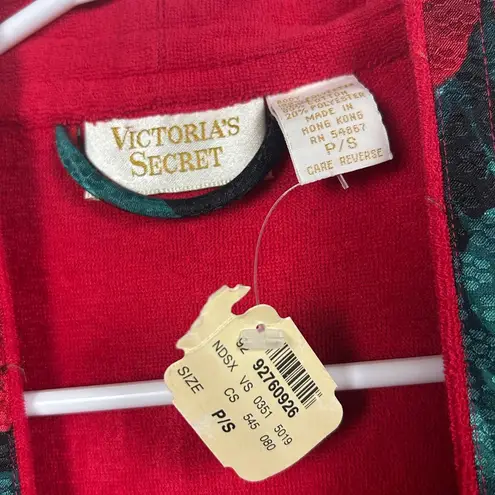 VICTORIA'S
SECRET
20% POLYESTER
MADE IN
HONG KONG
RN 54867
P/S
CARE REVERSE
92 92760926
NDSX VS 0351 5019
CS 545 080
SIZE P/S